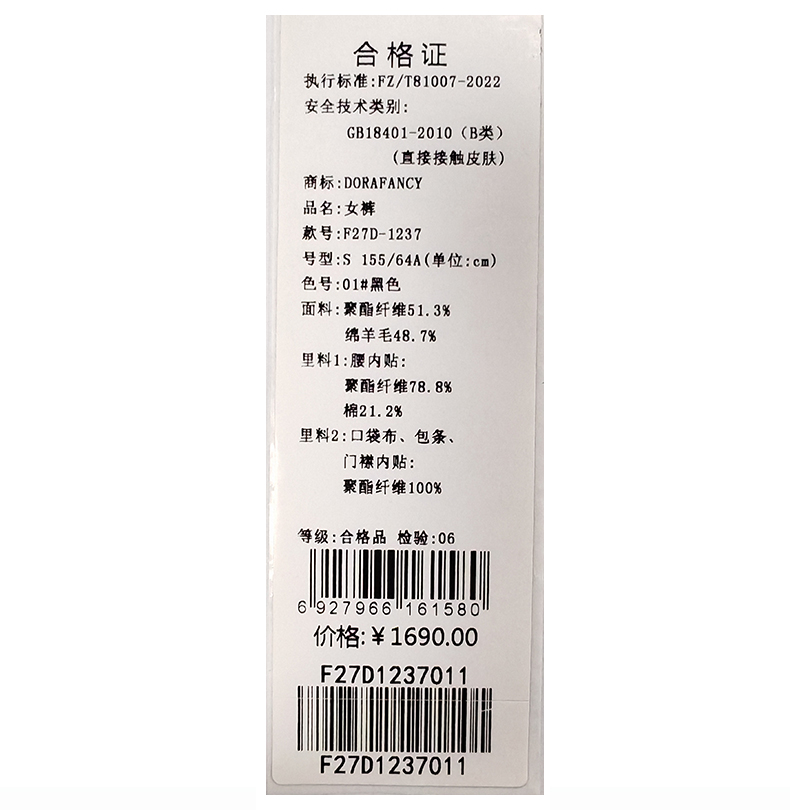 合格证
执行标准:FZ/T81007-2022
安全技术类别:
GB18401-2010（B类）
(直接接触皮肤)
商标:DORAFANCY
品名:女裤
款号:F27D-1237
号型:S 155/64A(单位:cm)
色号:01#黑色
面料:聚酯纤维51.3%
绵羊毛48.7%
里料1:腰内贴:
聚酯纤维78.8%
棉21.2%
里料2:口袋布、包条、
门襟内贴:
聚酯纤维100%
等级:合格品 检验:06
6 927966 161580
价格:¥1690.00
F27D1237011
F27D1237011